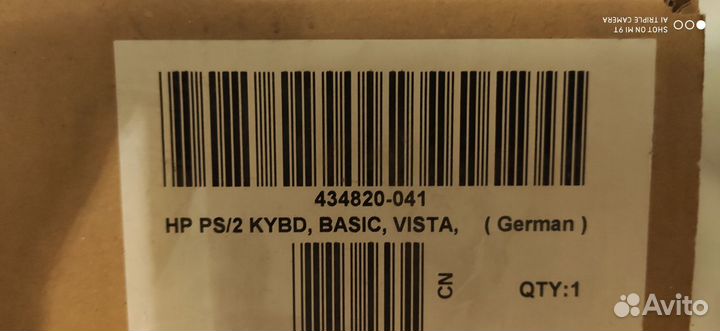 SHOT ON MI 9T
AI TRIPLE CAMERA
434820-041
HP PS/2 KYBD, BASIC, VISTA, ( German )
CN
QTY:1
Avito